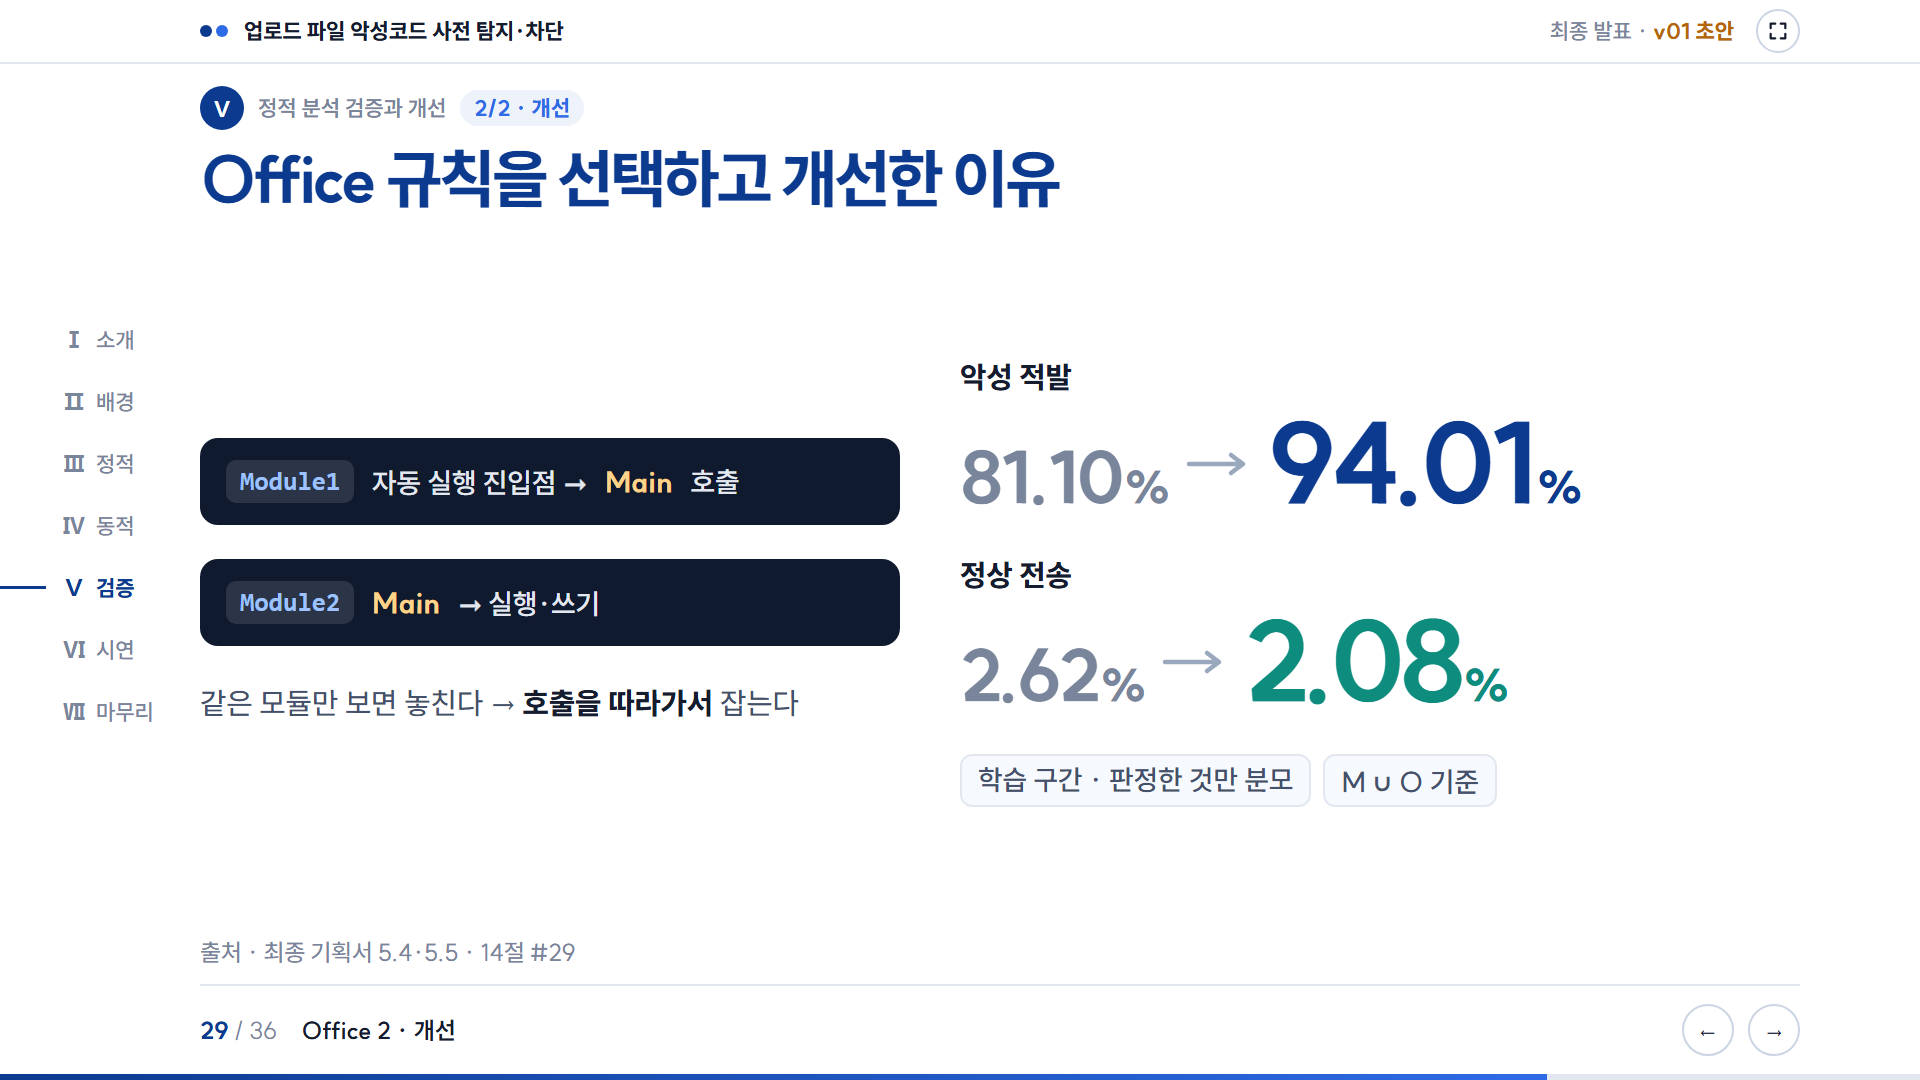 업로드 파일 악성코드 사전 탐지·차단
최종 발표 · v01 초안
V 정적 분석 검증과 개선 2/2 · 개선
Office 규칙을 선택하고 개선한 이유
I 소개
II 배경
III 정적
IV 동적
V 검증
VI 시연
VII 마무리
Module1 자동 실행 진입점 → Main 호출
Module2 Main → 실행·쓰기
같은 모듈만 보면 놓친다 → 호출을 따라가서 잡는다
악성 적발
81.10% → 94.01%
정상 전송
2.62% → 2.08%
학습 구간 · 판정한 것만 분모
M ∪ O 기준
출처 · 최종 기획서 5.4·5.5 · 14절 #29
29 / 36 Office 2 · 개선
← →